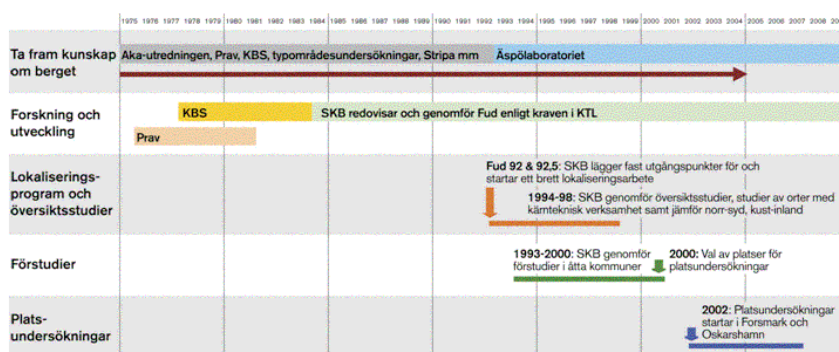 1975 1976 1977 1978 1979 1980 1981 1982 1983 1984 1985 1986 1987 1988 1989 1990 1991 1992 1993 1994 1995 1996 1997 1998 1999 2000 2001 2002 2003 2004 2005 2006 2007 2008
Ta fram kunskap
om berget
Aka-utredningen, Prav, KBS, typområdesundersökningar, Stripa mm
Äspölaboratoriet
Forskning och
utveckling
KBS
SKB redovisar och genomför Fud enligt kraven i KTL
Prav
Lokaliserings-
program och
översiktsstudier
Fud 92 & 92,5: SKB lägger fast utgångspunkter för och
startar ett brett lokaliseringsarbete
1994-98: SKB genomför översiktsstudier, studier av orter med
kärnteknisk verksamhet samt jämför norr-syd, kust-inland
Förstudier
1993-2000: SKB genomför
förstudier i åtta kommuner
2000: Val av platser för
platsundersökningar
Plats-
undersökningar
2002: Platsundersökningar
startar i Forsmark och
Oskarshamn